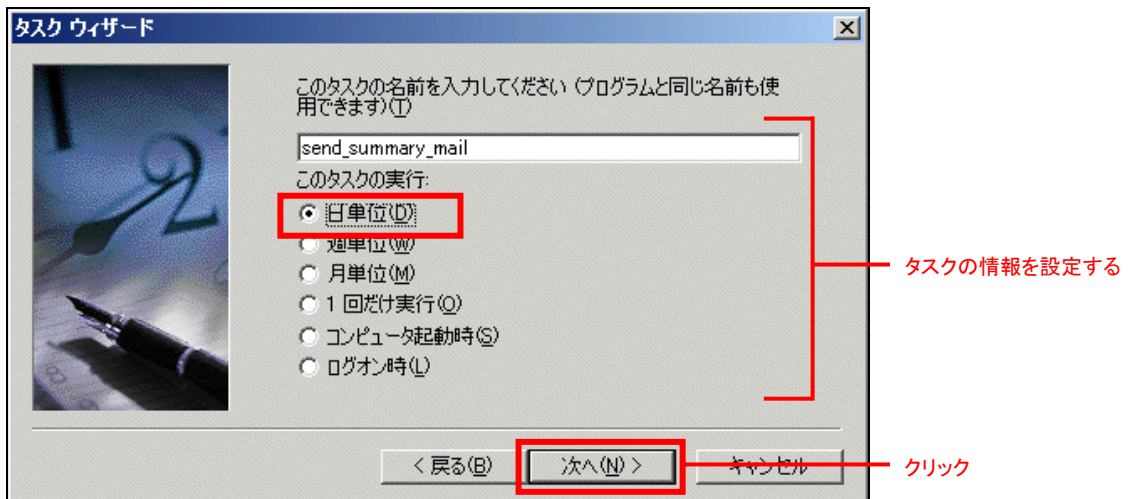 タスク ウィザード
このタスクの名前を入力してください (プログラムと同じ名前も使
用できます)(T)
send_summary_mail
このタスクの実行:
日単位(D)
週単位(W)
月単位(M)
1 回だけ実行(O)
コンピュータ起動時(S)
ログオン時(L)
タスクの情報を設定する
< 戻る(B)
次へ(N) >
キャンセル
クリック